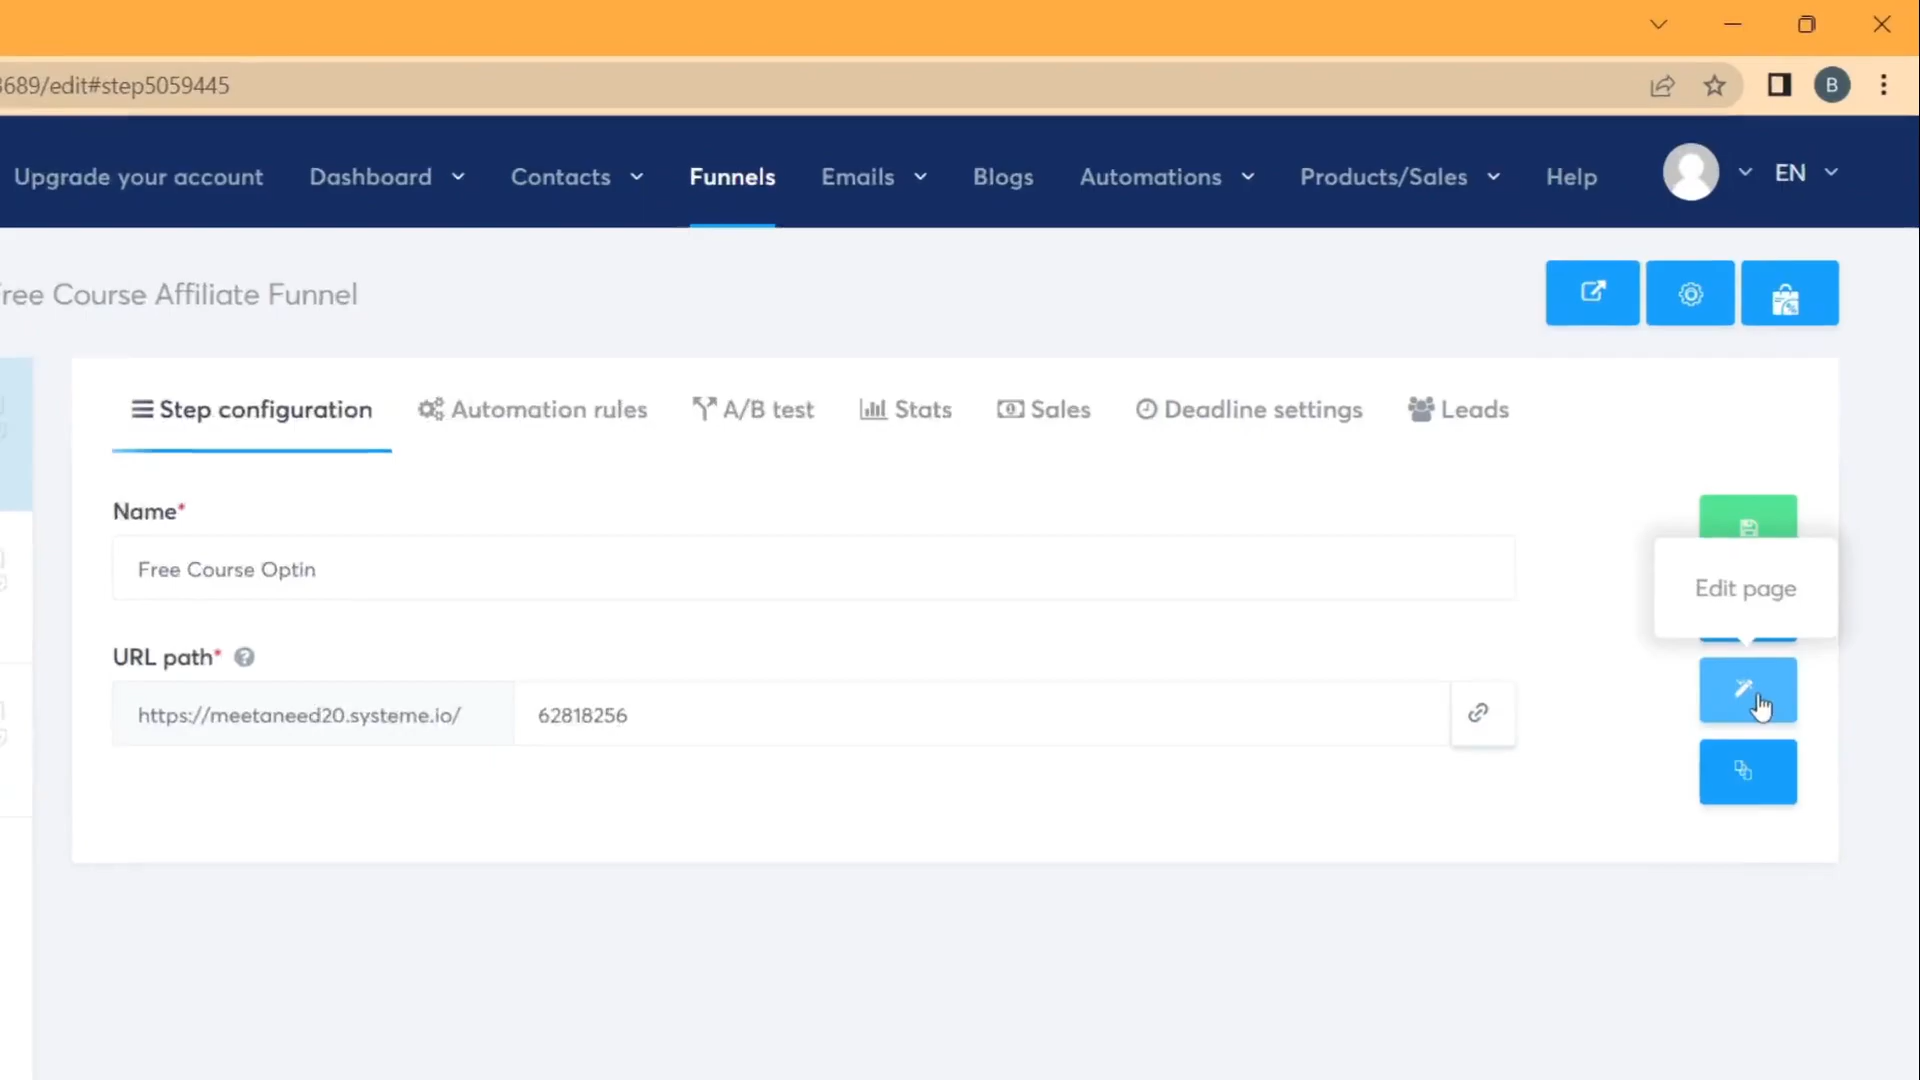 3689/edit#step5059445
B
Upgrade your account Dashboard Contacts Funnels Emails Blogs Automations Products/Sales Help EN
Free Course Affiliate Funnel
Step configuration Automation rules A/B test Stats Sales Deadline settings Leads
Name*
Free Course Optin
Edit page
URL path* ?
https://meetaneed20.systeme.io/ 62818256